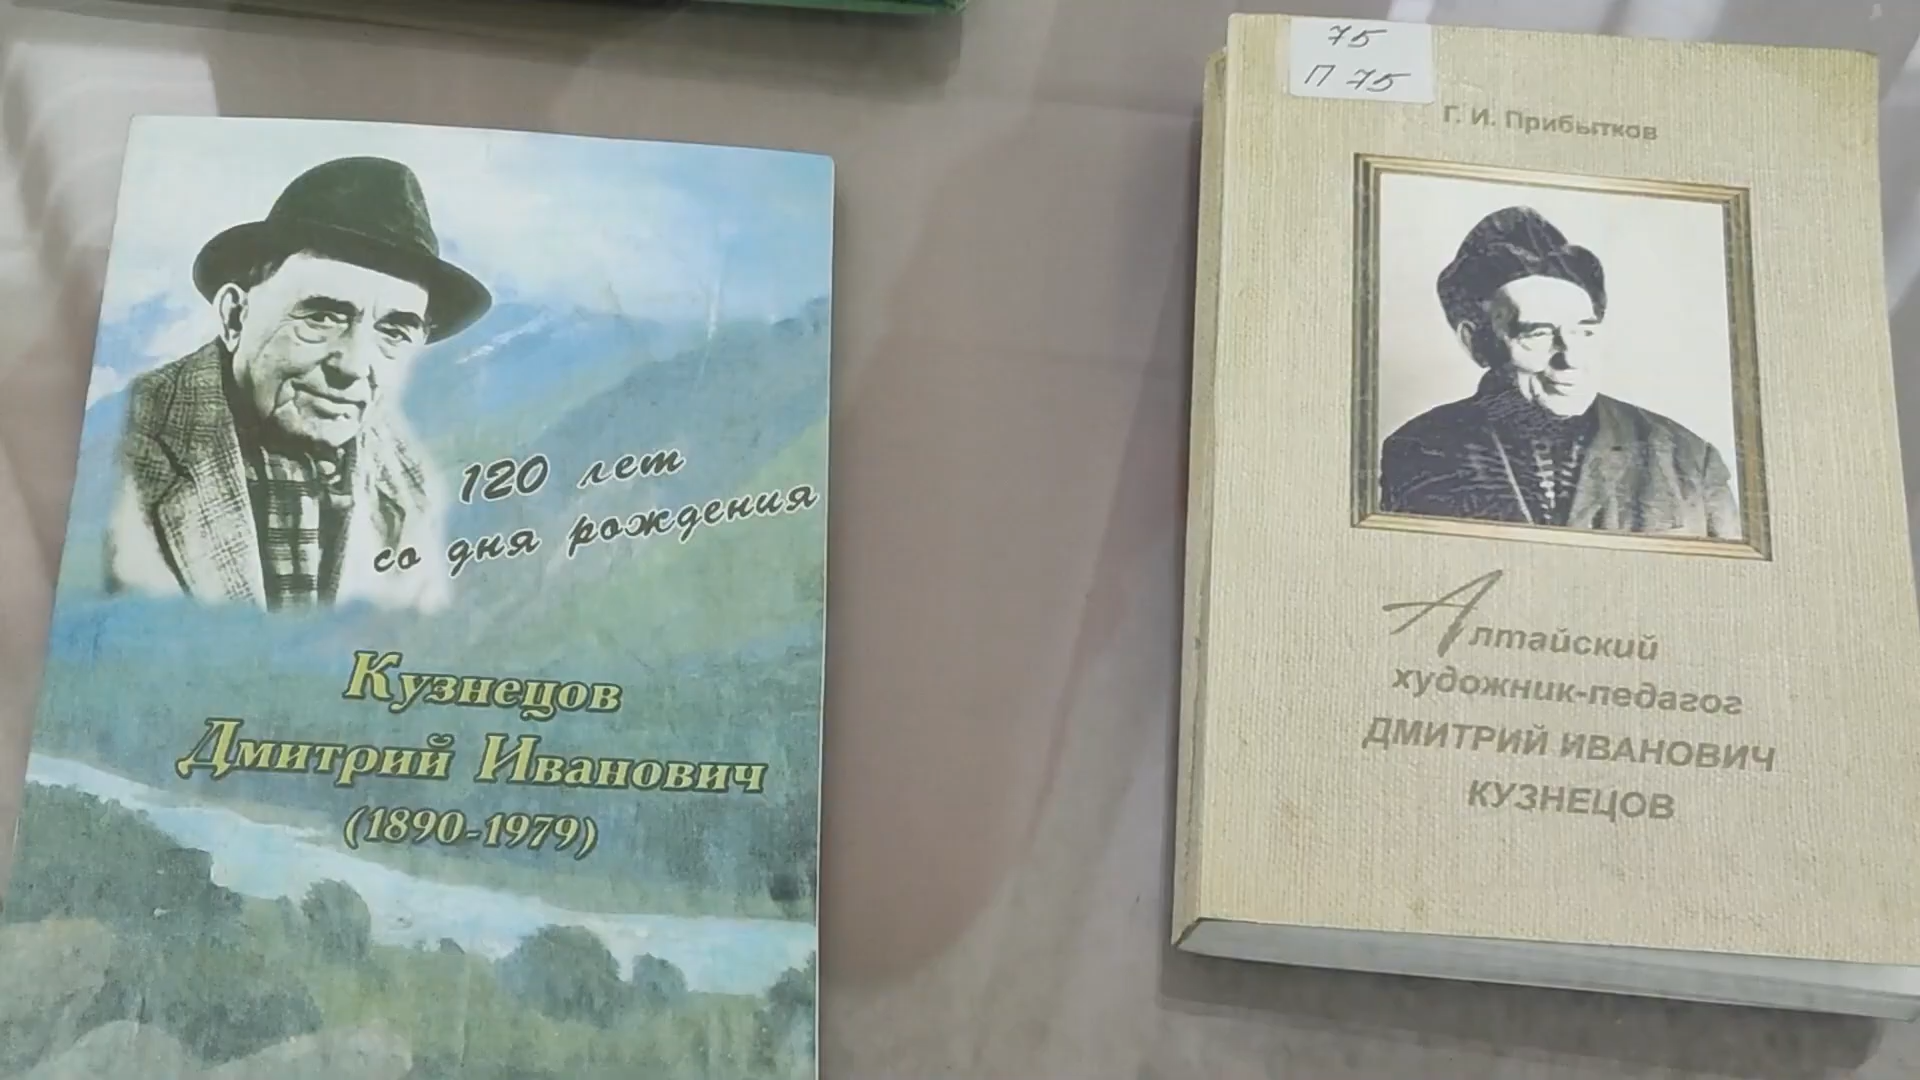 120 лет
со дня рождения
Кузнецов
Дмитрий Иванович
(1890-1979)
75
П 75
Г. И. Прибытков
Алтайский
художник-педагог
ДМИТРИЙ ИВАНОВИЧ
КУЗНЕЦОВ